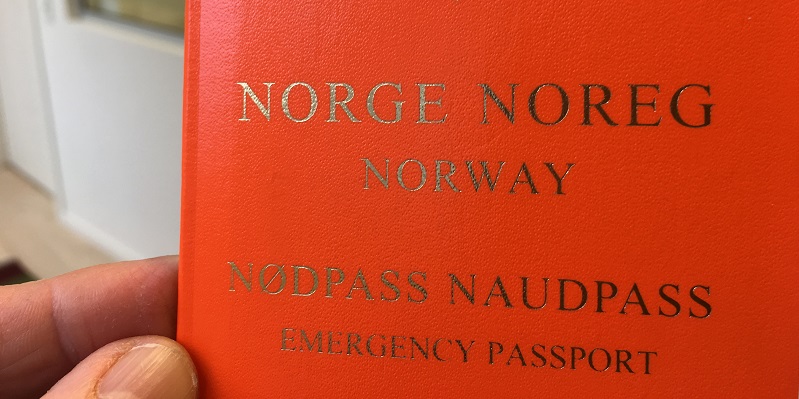 NORGE NOREG
NORWAY
NØDPASS NAUDPASS
EMERGENCY PASSPORT